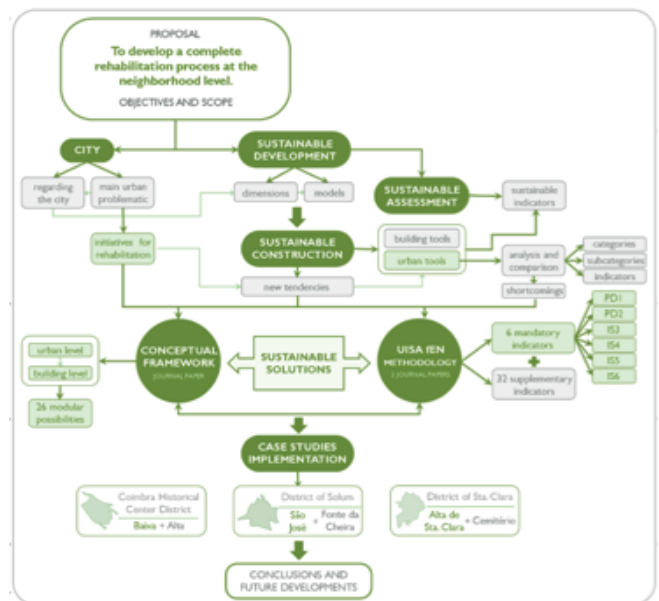 PROPOSAL
To develop a complete
rehabilitation process at the
neighborhood level.
OBJECTIVES AND SCOPE
CITY
SUSTAINABLE
DEVELOPMENT
regarding
the city
main urban
problematic
dimensions
models
SUSTAINABLE
ASSESSMENT
sustainable
indicators
initiatives for
rehabilitation
SUSTAINABLE
CONSTRUCTION
building tools
urban tools
analysis and
comparison
categories
subcategories
indicators
new tendencies
shortcomings
urban level
building level
26 modular
possibilities
CONCEPTUAL
FRAMEWORK
JOURNAL PAPER
SUSTAINABLE
SOLUTIONS
UISA fEN
METHODOLOGY
2 JOURNAL PAPERS
6 mandatory
indicators
32 supplementary
indicators
PD1
PD2
IS3
IS4
IS5
IS6
CASE STUDIES
IMPLEMENTATION
Coimbra Historical
Center District
Baixa + Alta
District of Solum
São
José + Fonte da
Cheira
District of Sta. Clara
Alta de
Sta. Clara + Cemitério
CONCLUSIONS AND
FUTURE DEVELOPMENTS